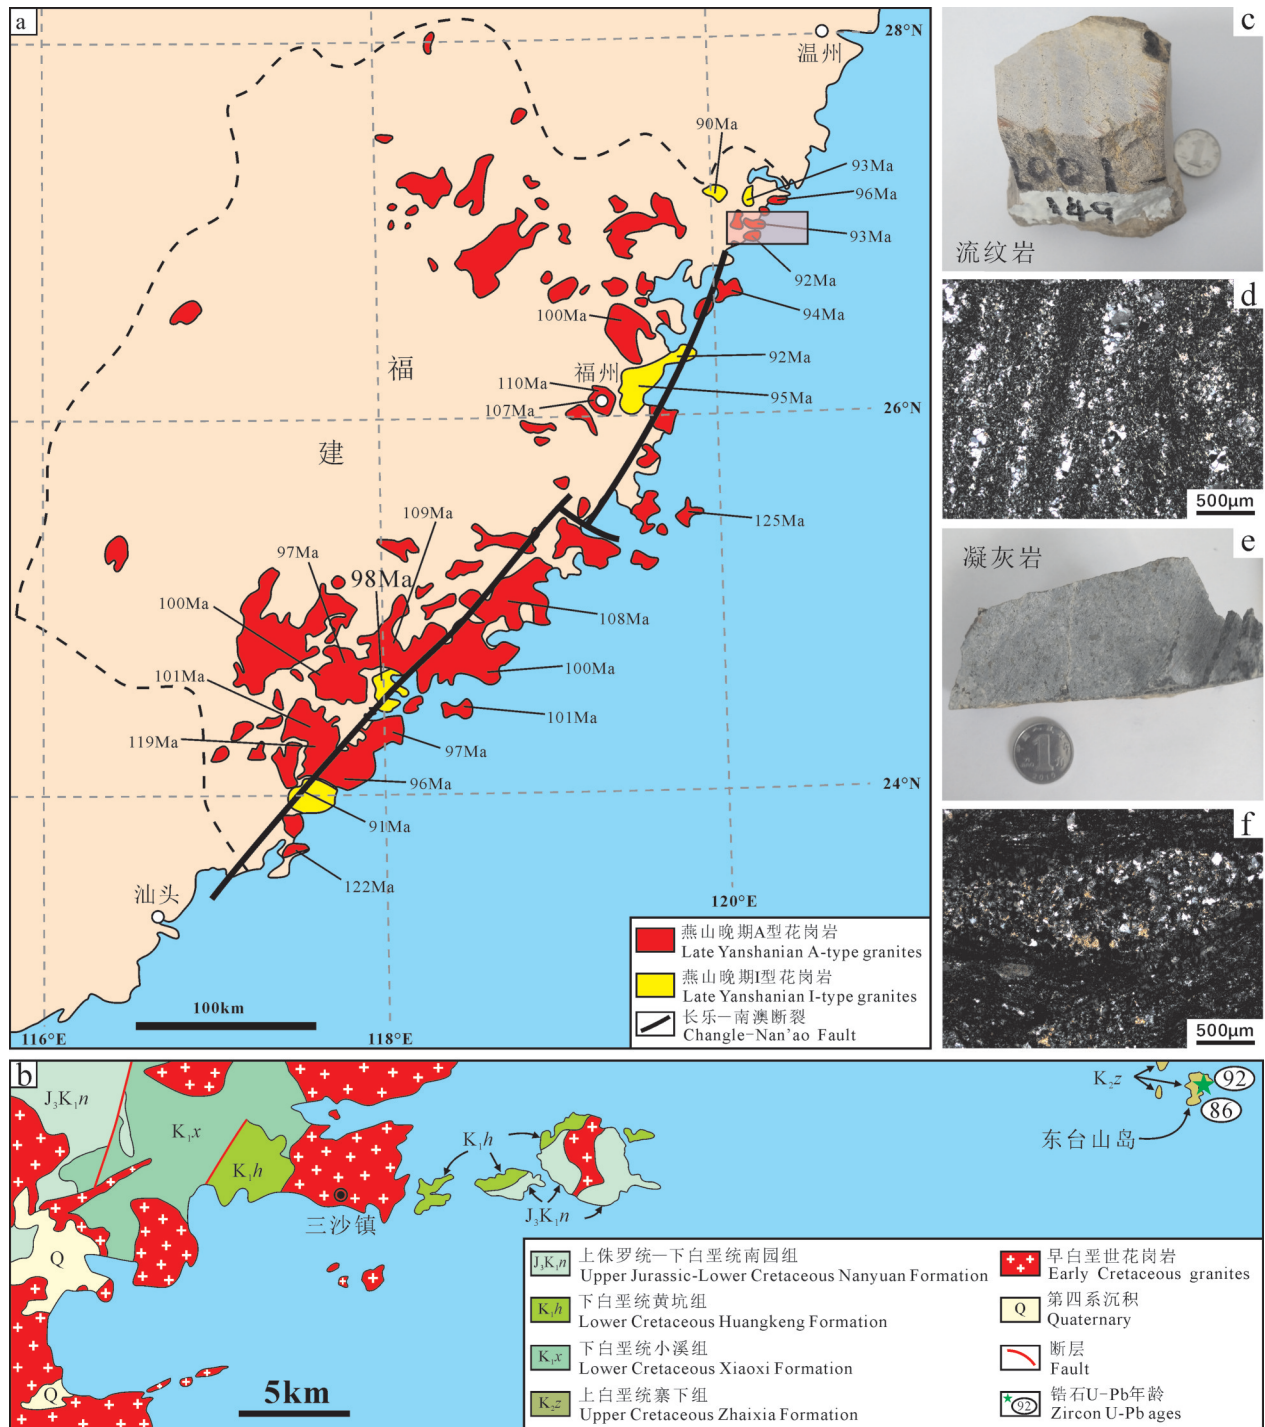 a
温州
28°N
90Ma
93Ma
96Ma
93Ma
92Ma
94Ma
100Ma
92Ma
福
福州
110Ma
107Ma
95Ma
26°N
建
109Ma
125Ma
97Ma
98Ma
100Ma
108Ma
100Ma
101Ma
101Ma
119Ma
97Ma
96Ma
24°N
91Ma
122Ma
汕头
120°E
100km
116°E
118°E
燕山晚期A型花岗岩
Late Yanshanian A-type granites
燕山晚期I型花岗岩
Late Yanshanian I-type granites
长乐—南澳断裂
Changle-Nan'ao Fault
c
149
1
流纹岩
d
500μm
e
凝灰岩
1
f
500μm
b
J₃K₁n
K₁x
K₁h
K₁h
J₃K₁n
三沙镇
Q
Q
5km
K₂z
92
86
东台山岛
J₃K₁n
上侏罗统—下白垩统南园组
Upper Jurassic-Lower Cretaceous Nanyuan Formation
K₁h
下白垩统黄坑组
Lower Cretaceous Huangkeng Formation
K₁x
下白垩统小溪组
Lower Cretaceous Xiaoxi Formation
K₂z
上白垩统寨下组
Upper Cretaceous Zhaixia Formation
早白垩世花岗岩
Early Cretaceous granites
Q
第四系沉积
Quaternary
断层
Fault
92
锆石U-Pb年龄
Zircon U-Pb ages